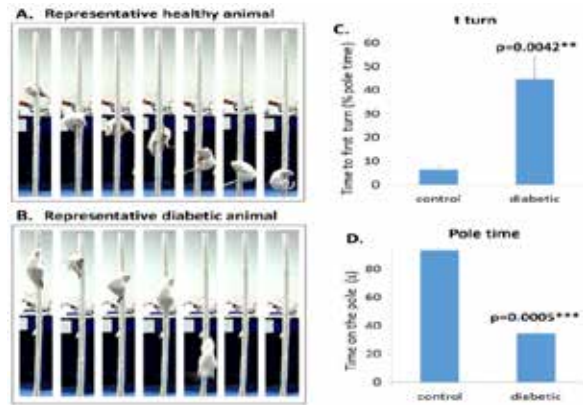 A. Representative healthy animal
B. Representative diabetic animal
C.
t turn
p=0.0042**
Time to first turn (% pole time)
60
50
40
30
20
10
0
control diabetic
D.
Pole time
p=0.0005***
Time on the pole (s)
80
60
40
20
0
control diabetic